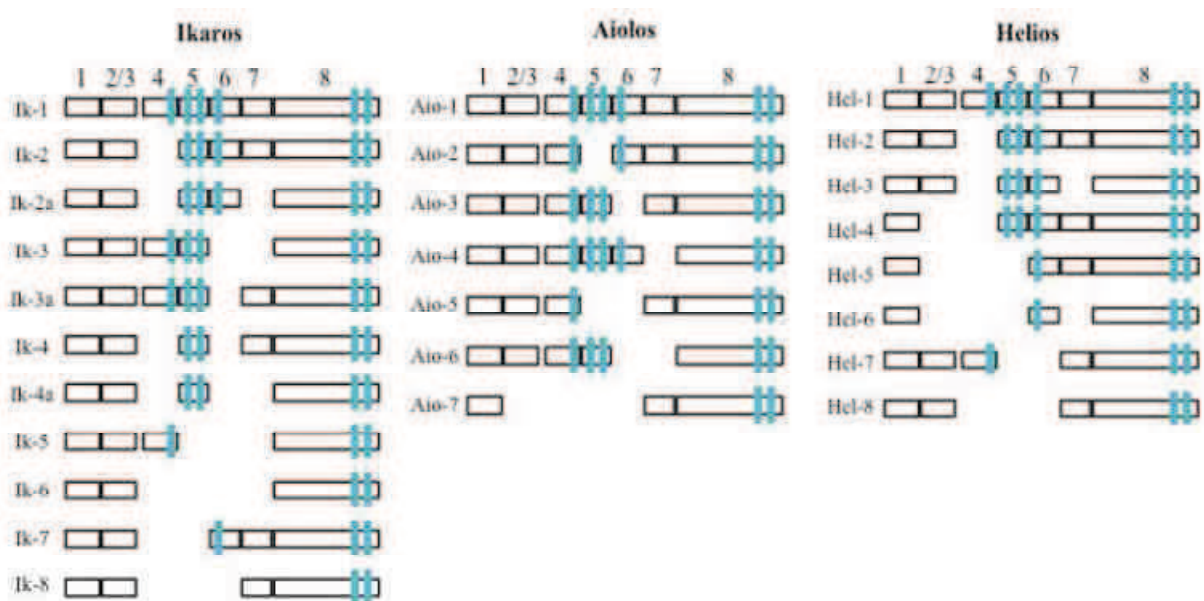 Ikaros
1 2/3 4 5 6 7 8
Ik-1
Ik-2
Ik-2a
Ik-3
Ik-3a
Ik-4
Ik-4a
Ik-5
Ik-6
Ik-7
Ik-8
Aiolos
1 2/3 4 5 6 7 8
Aio-1
Aio-2
Aio-3
Aio-4
Aio-5
Aio-6
Aio-7
Helios
1 2/3 4 5 6 7 8
Hel-1
Hel-2
Hel-3
Hel-4
Hel-5
Hel-6
Hel-7
Hel-8